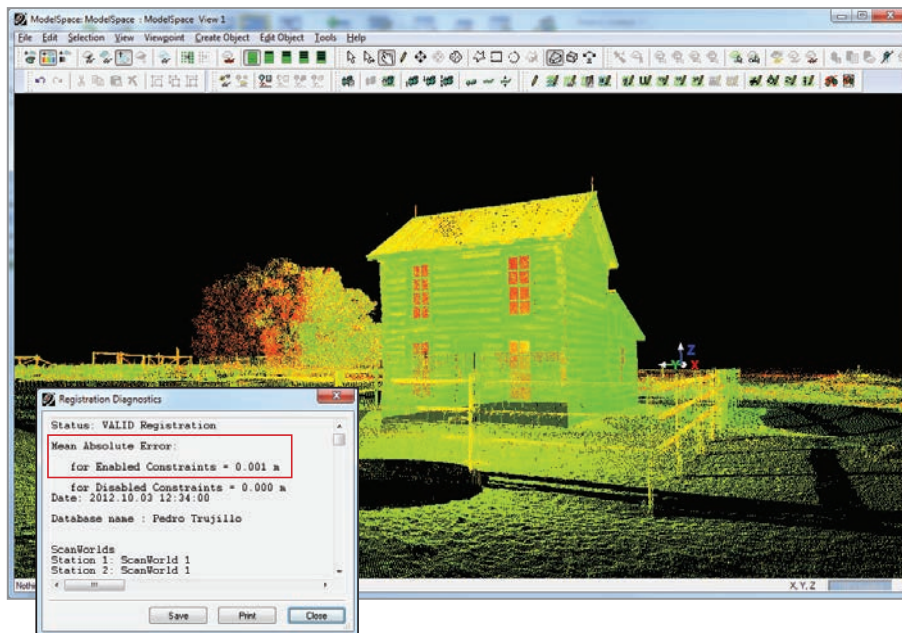 ModelSpace: ModelSpace : ModelSpace View 1
File Edit Selection View Viewpoint Create Object Edit Object Tools Help
Z
X
Registration Diagnostics
Status: VALID Registration
Mean Absolute Error:
for Enabled Constraints = 0.001 m
for Disabled Constraints = 0.000 m
Date: 2012.10.03 12:34:00
Database name : Pedro Trujillo
ScanWorlds
Station 1: ScanWorld 1
Station 2: ScanWorld 1
X, Y, Z
Save Print Close